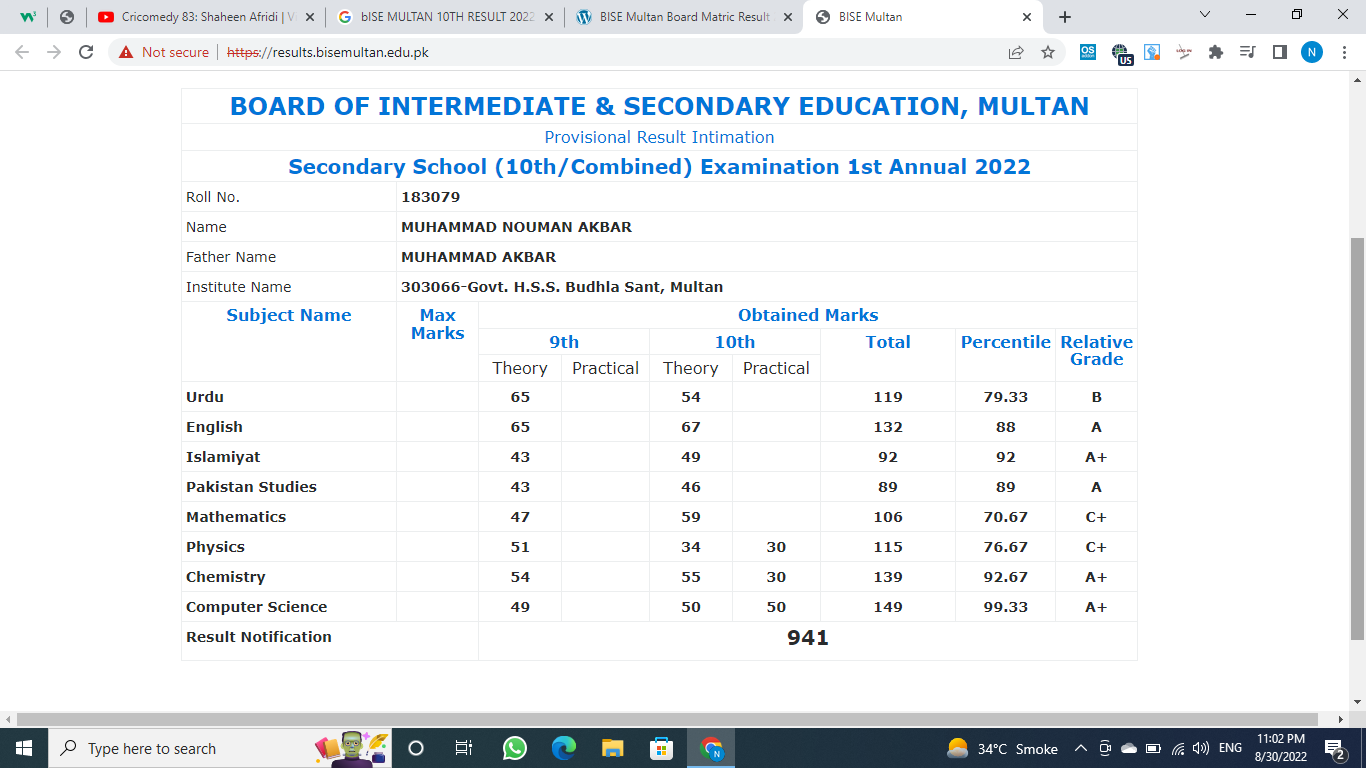 Cricomedy 83: Shaheen Afridi | V
bISE MULTAN 10TH RESULT 2022
BISE Multan Board Matric Result
BISE Multan
Not secure | https://results.bisemultan.edu.pk
OS
US
LOG IN
N
BOARD OF INTERMEDIATE & SECONDARY EDUCATION, MULTAN
Provisional Result Intimation
Secondary School (10th/Combined) Examination 1st Annual 2022
Roll No. 183079
Name MUHAMMAD NOUMAN AKBAR
Father Name MUHAMMAD AKBAR
Institute Name 303066-Govt. H.S.S. Budhla Sant, Multan
Subject Name Max Marks Obtained Marks
9th 10th Total Percentile Relative Grade
Theory Practical Theory Practical
Urdu 65 54 119 79.33 B
English 65 67 132 88 A
Islamiyat 43 49 92 92 A+
Pakistan Studies 43 46 89 89 A
Mathematics 47 59 106 70.67 C+
Physics 51 34 30 115 76.67 C+
Chemistry 54 55 30 139 92.67 A+
Computer Science 49 50 50 149 99.33 A+
Result Notification 941
Type here to search
N
34°C Smoke
ENG
11:02 PM
8/30/2022
2